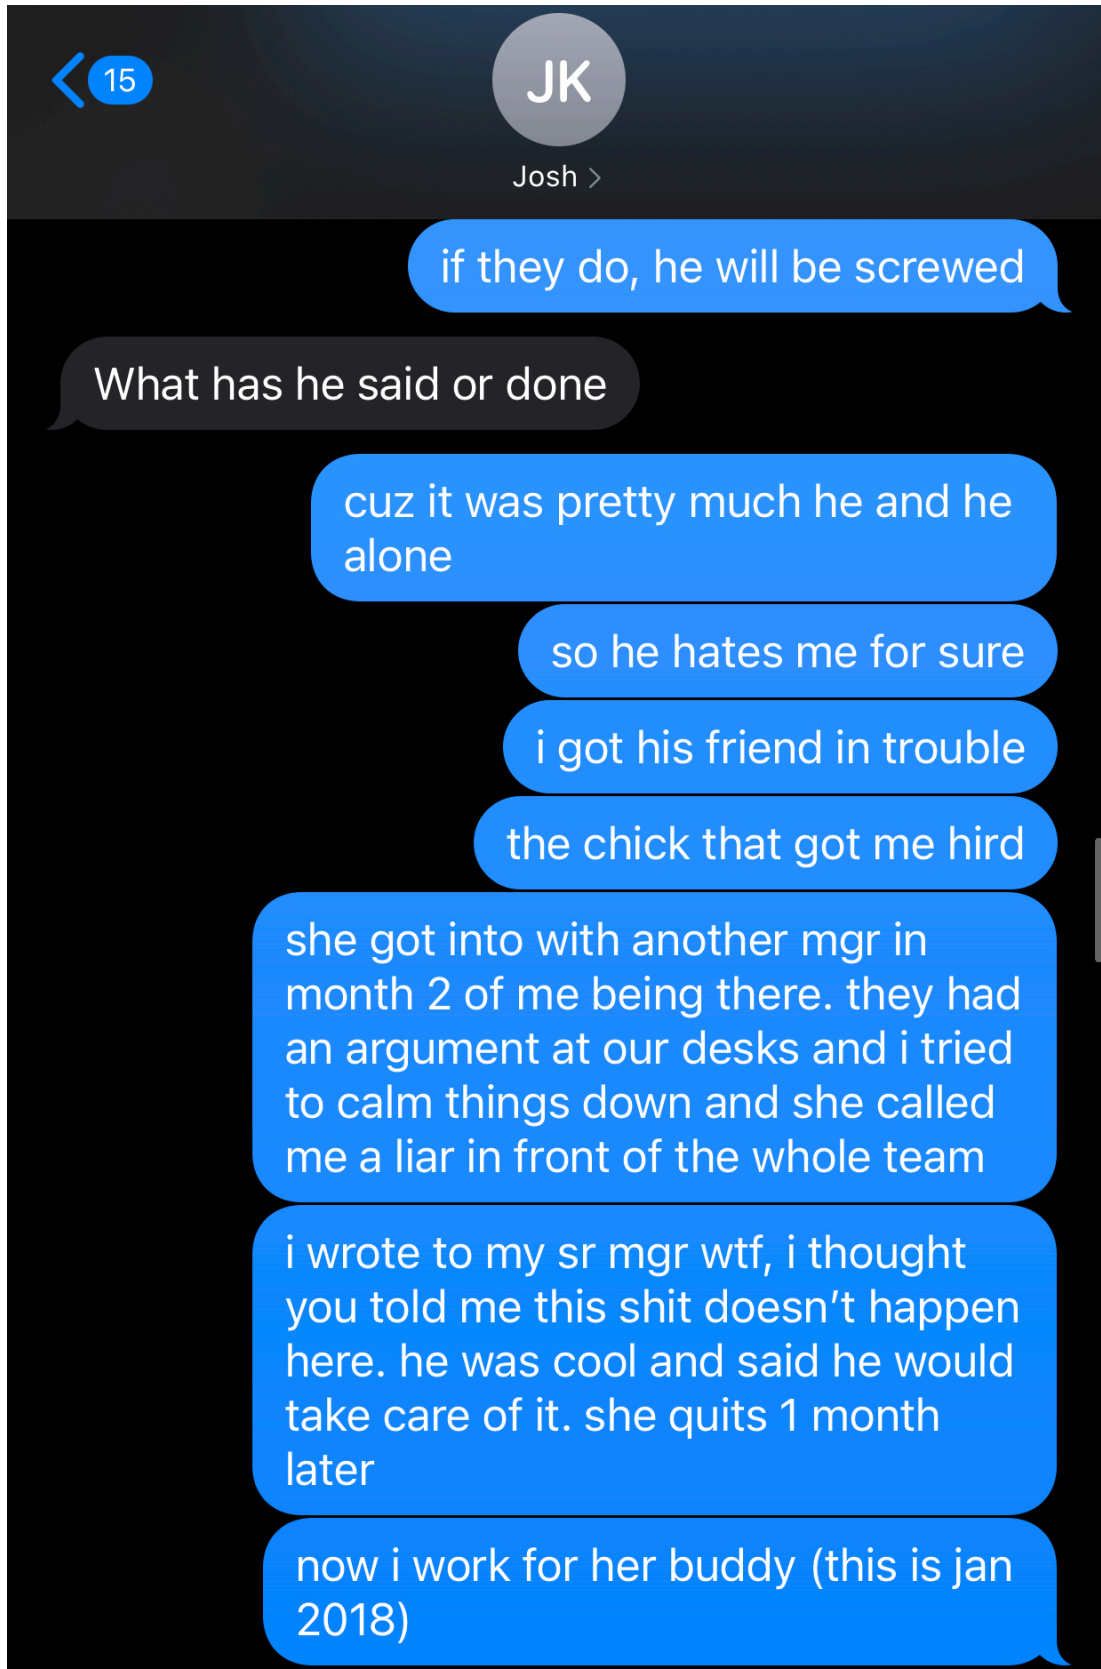 15
JK
Josh
if they do, he will be screwed
What has he said or done
cuz it was pretty much he and he
alone
so he hates me for sure
i got his friend in trouble
the chick that got me hird
she got into with another mgr in
month 2 of me being there. they had
an argument at our desks and i tried
to calm things down and she called
me a liar in front of the whole team
i wrote to my sr mgr wtf, i thought
you told me this shit doesn’t happen
here. he was cool and said he would
take care of it. she quits 1 month
later
now i work for her buddy (this is jan
2018)